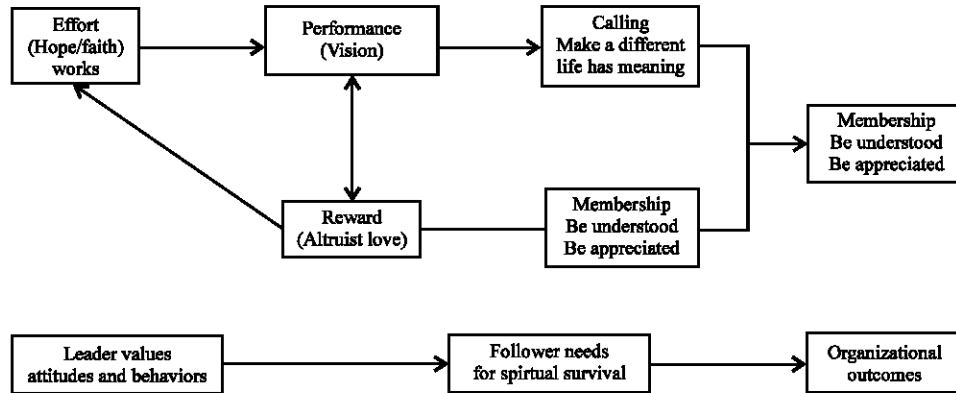 Effort
(Hope/faith)
works
Performance
(Vision)
Calling
Make a different
life has meaning
Membership
Be understood
Be appreciated
Reward
(Altruist love)
Membership
Be understood
Be appreciated
Leader values
attitudes and behaviors
Follower needs
for spirtual survival
Organizational
outcomes